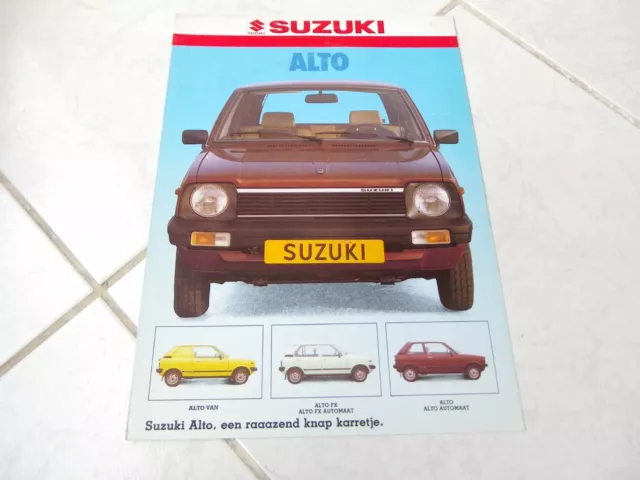 SUZUKI
SUZUKI
ALTO
SUZUKI
SUZUKI
ALTO VAN
ALTO FX
ALTO FX AUTOMAAT
ALTO
ALTO AUTOMAAT
Suzuki Alto, een raaazend knap karretje.